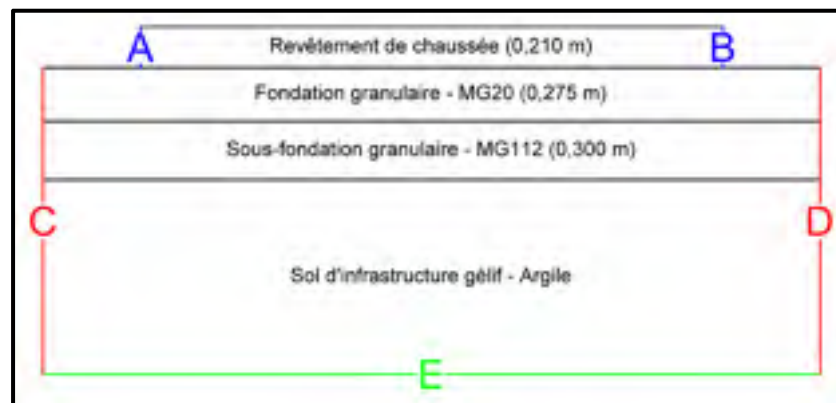 A Revêtement de chaussée (0,210 m) B
Fondation granulaire - MG20 (0,275 m)
Sous-fondation granulaire - MG112 (0,300 m)
C D
Sol d'infrastructure gélif - Argile
E